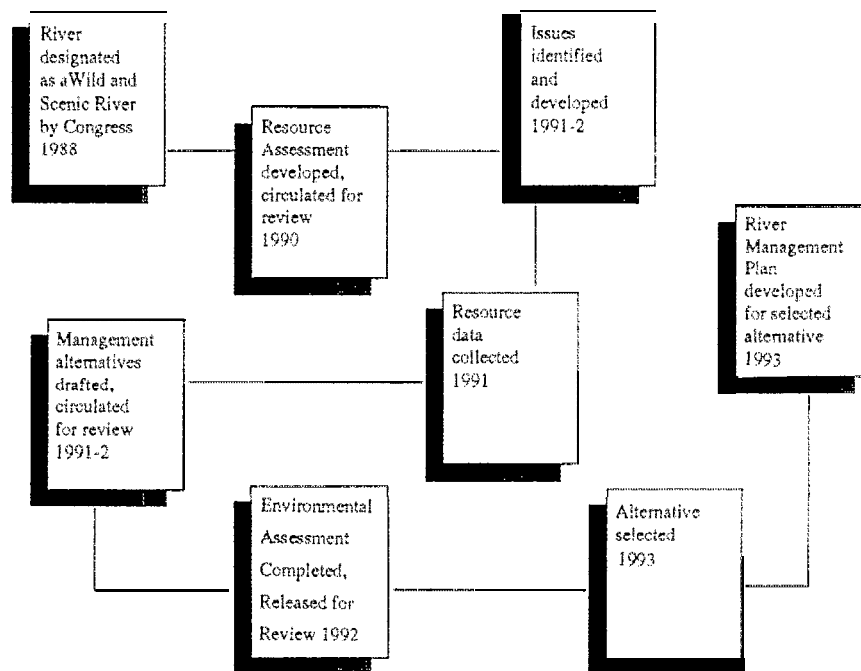 River
designated
as aWild and
Scenic River
by Congress
1988
Resource
Assessment
developed,
circulated for
review
1990
Issues
identified
and
developed
1991-2
Resource
data
collected
1991
Management
alternatives
drafted,
circulated
for review
1991-2
Environmental
Assessment
Completed,
Released for
Review 1992
Alternative
selected
1993
River
Management
Plan
developed
for selected
alternative
1993